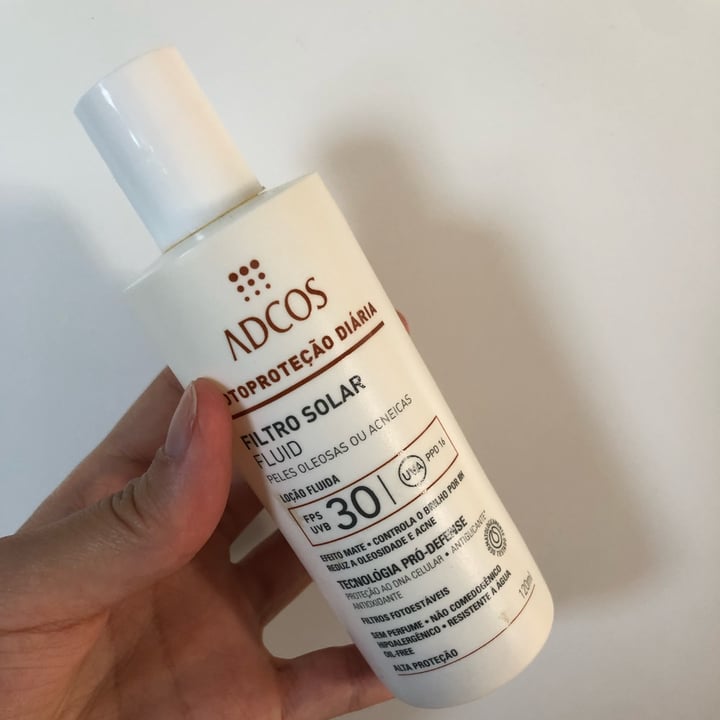 ADCOS
OTOPROTEÇÃO DIÁRIA
FILTRO SOLAR
FLUID
PELES OLEOSAS OU ACNEICAS
LOÇÃO FLUIDA
FPS
UVB
30
UVA
PPD 16
EFEITO MATE • CONTROLA O BRILHO POR 8H
REDUZ A OLEOSIDADE E ACNE
TECNOLOGIA PRÓ-DEFENSE
PROTEÇÃO AO DNA CELULAR • ANTIGLICANTE
ANTIOXIDANTE
FILTROS FOTOESTÁVEIS
SEM PERFUME • NÃO COMEDOGÊNICO
HIPOALERGÊNICO • RESISTENTE A ÁGUA
OIL-FREE
ALTA PROTEÇÃO
120ml